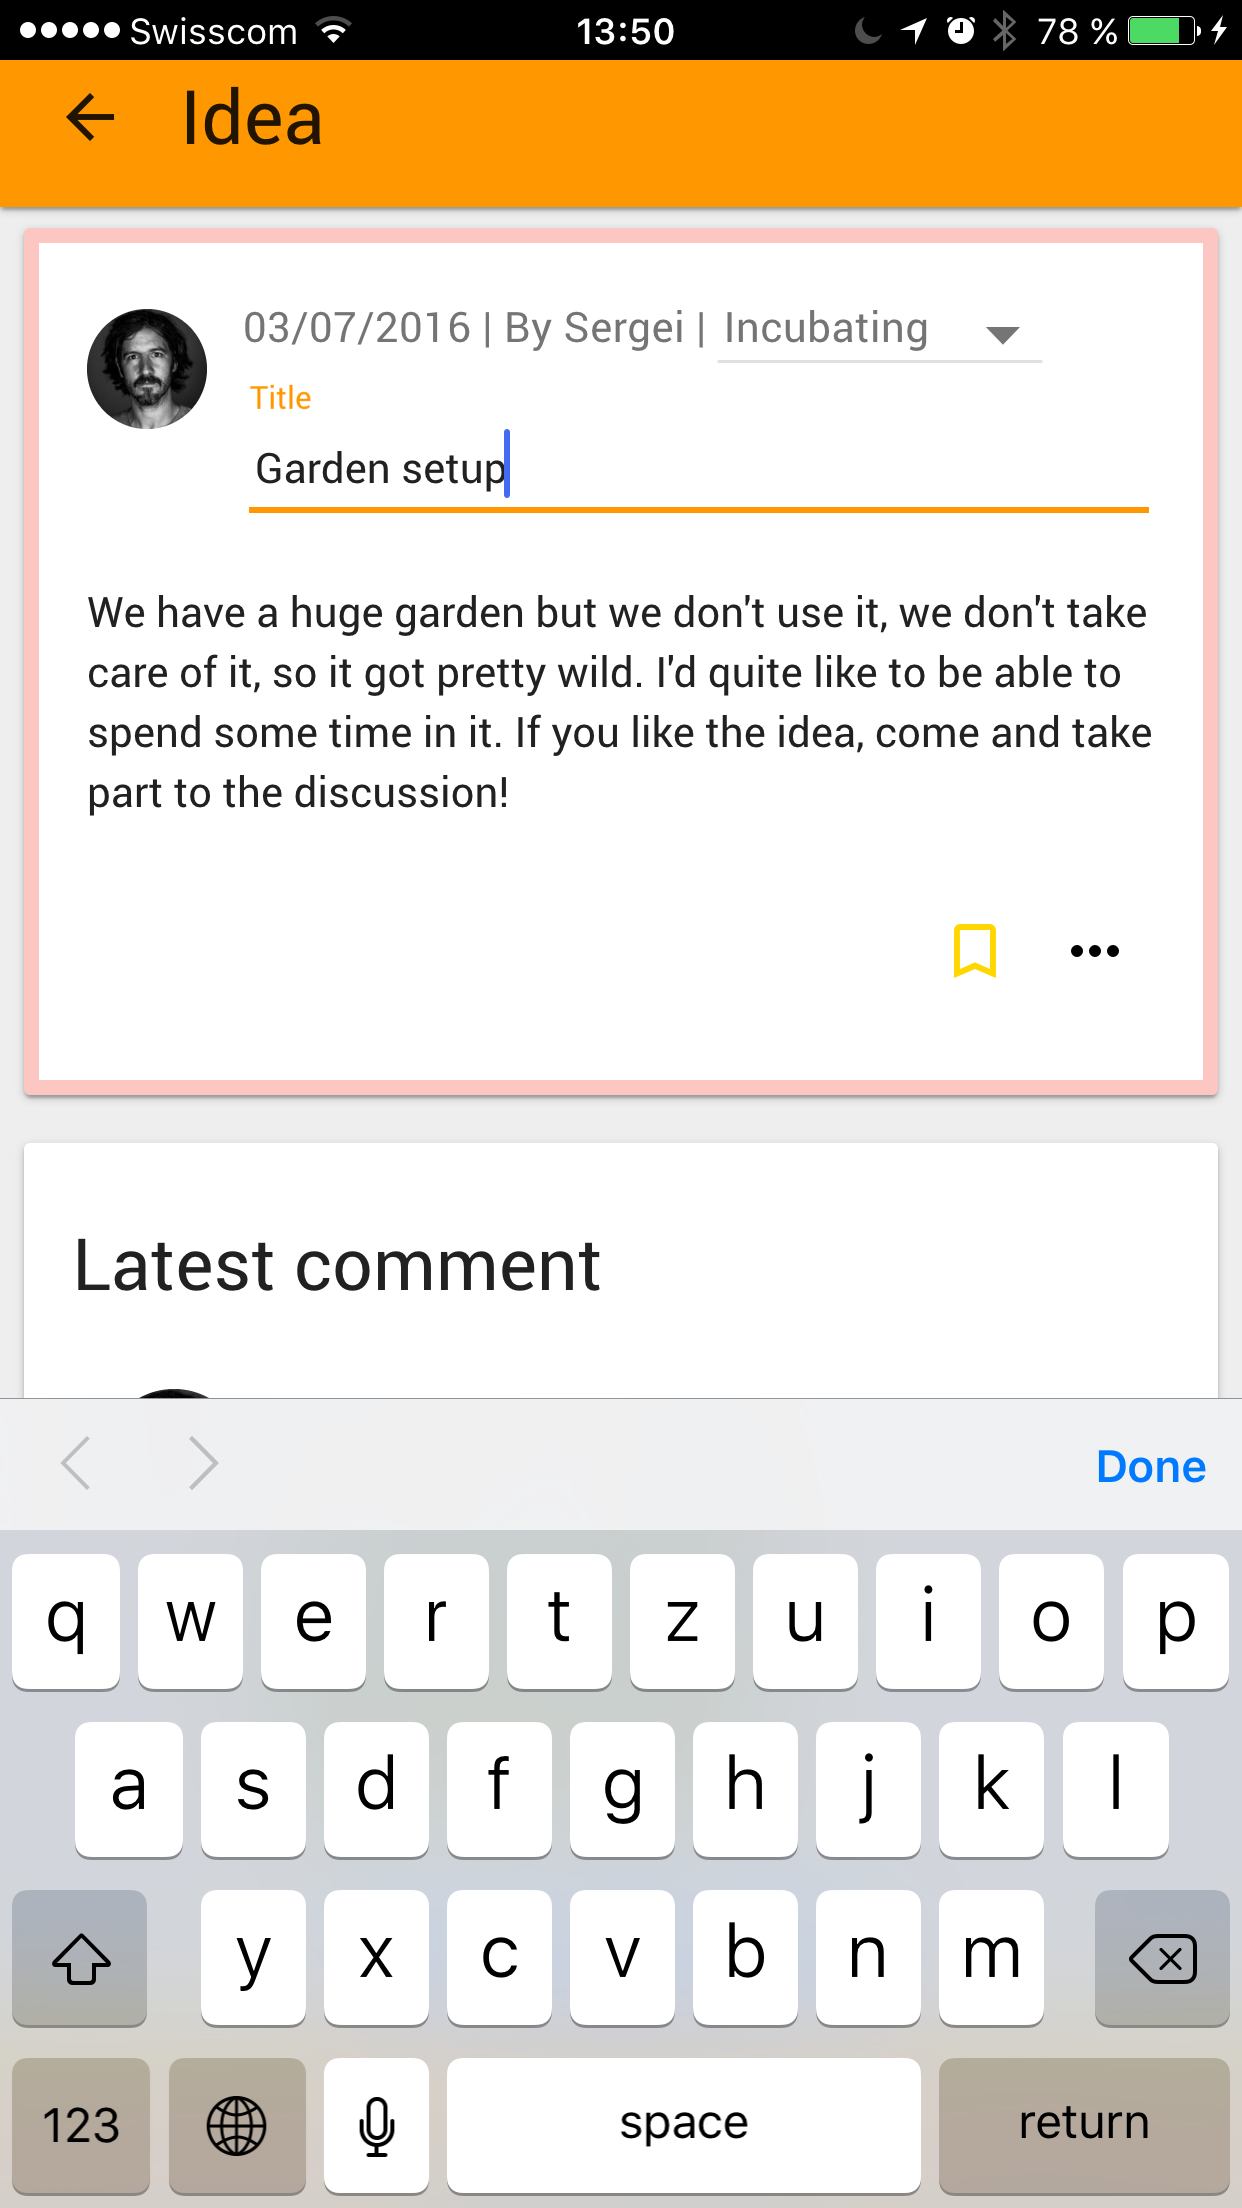 Swisscom 13:50 78 %
Idea
03/07/2016 | By Sergei | Incubating
Title
Garden setup
We have a huge garden but we don't use it, we don't take
care of it, so it got pretty wild. I'd quite like to be able to
spend some time in it. If you like the idea, come and take
part to the discussion!
Latest comment
Done
q w e r t z u i o p
a s d f g h j k l
y x c v b n m
123 space return